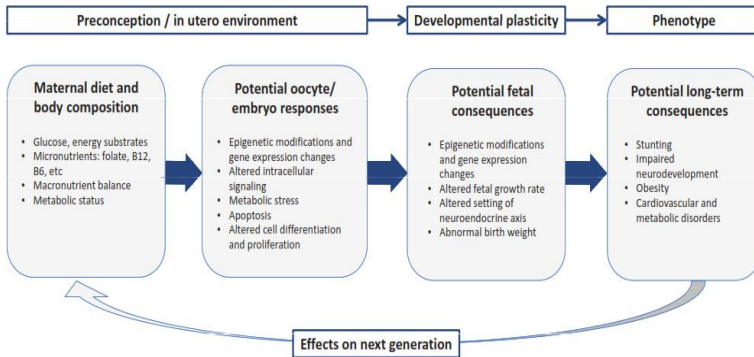 Preconception / in utero environment
Developmental plasticity
Phenotype
Maternal diet and
body composition
• Glucose, energy substrates
• Micronutrients: folate, B12,
B6, etc
• Macronutrient balance
• Metabolic status
Potential oocyte/
embryo responses
• Epigenetic modifications and
gene expression changes
• Altered intracellular
signaling
• Metabolic stress
• Apoptosis
• Altered cell differentiation
and proliferation
Potential fetal
consequences
• Epigenetic modifications
and gene expression
changes
• Altered fetal growth rate
• Altered setting of
neuroendocrine axis
• Abnormal birth weight
Potential long-term
consequences
• Stunting
• Impaired
neurodevelopment
• Obesity
• Cardiovascular and
metabolic disorders
Effects on next generation